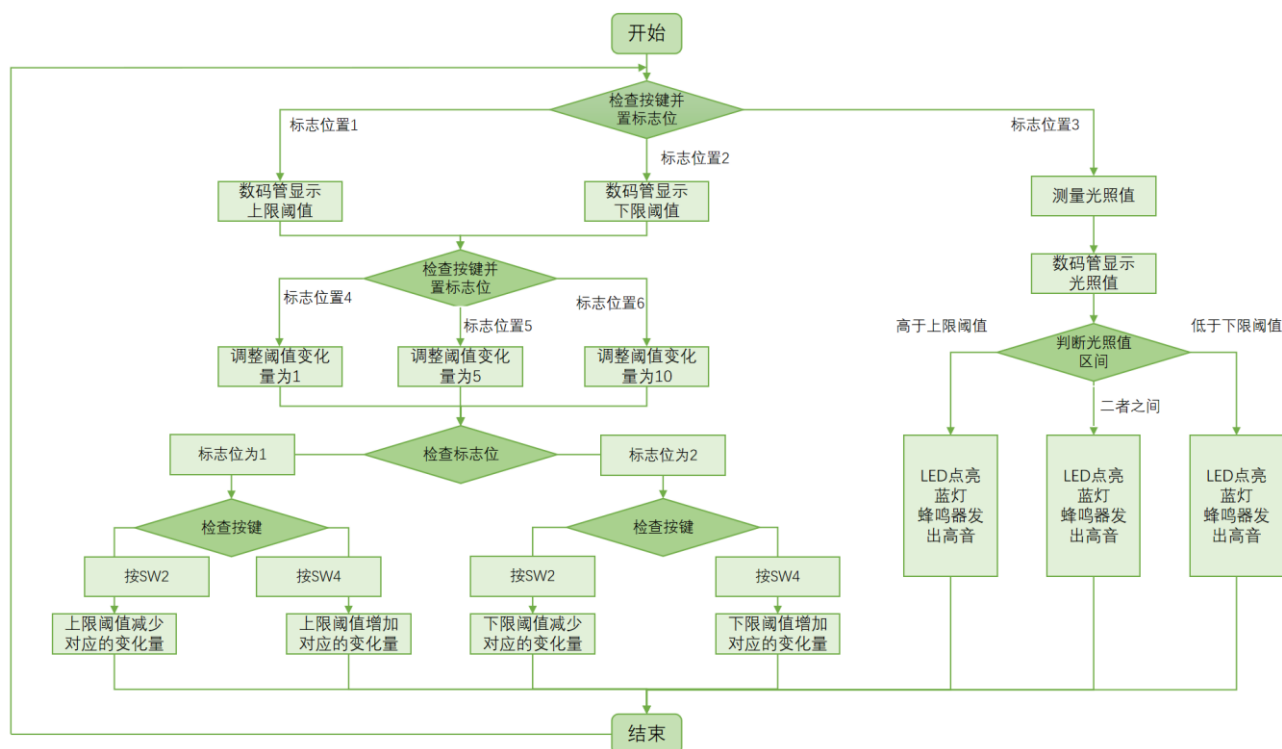 开始
检查按键并
置标志位
标志位置1
标志位置2
标志位置3
数码管显示
上限阈值
数码管显示
下限阈值
测量光照值
检查按键并
置标志位
数码管显示
光照值
标志位置4
标志位置5
标志位置6
高于上限阈值
低于下限阈值
判断光照值
区间
调整阈值变化
量为1
调整阈值变化
量为5
调整阈值变化
量为10
二者之间
标志位为1
检查标志位
标志位为2
LED点亮
蓝灯
蜂鸣器发
出高音
LED点亮
蓝灯
蜂鸣器发
出高音
LED点亮
蓝灯
蜂鸣器发
出高音
检查按键
检查按键
按SW2
按SW4
按SW2
按SW4
上限阈值减少
对应的变化量
上限阈值增加
对应的变化量
下限阈值减少
对应的变化量
下限阈值增加
对应的变化量
结束